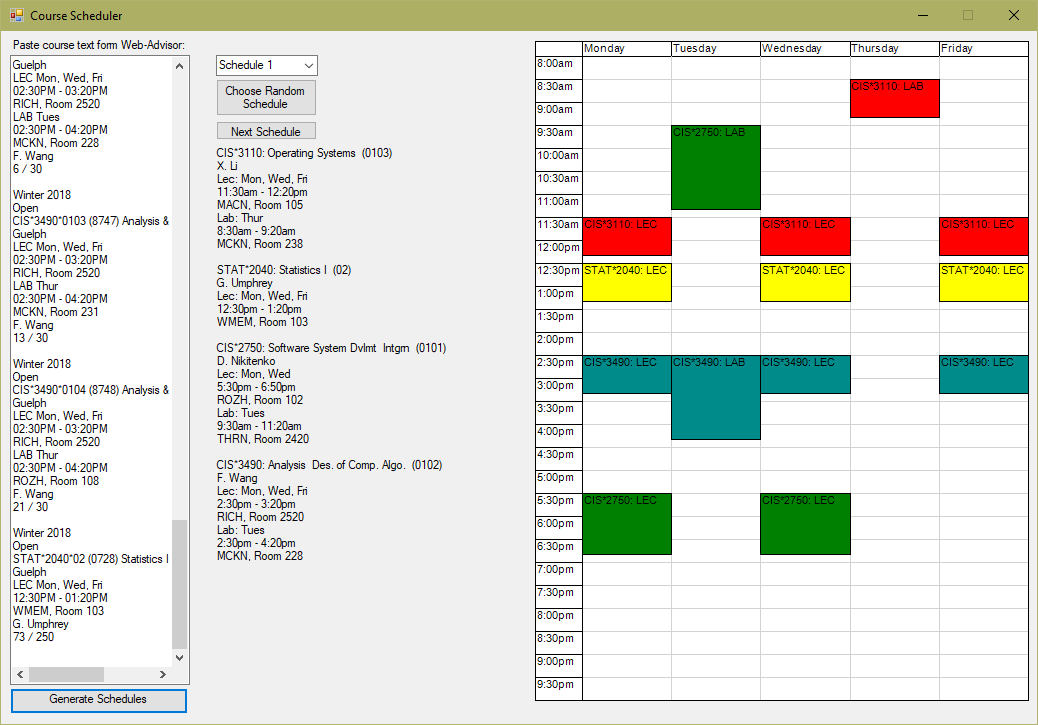 Course Scheduler
Paste course text form Web-Advisor:
Guelph
LEC Mon, Wed, Fri
02:30PM - 03:20PM
RICH, Room 2520
LAB Tues
02:30PM - 04:20PM
MCKN, Room 228
F. Wang
6 / 30
Winter 2018
Open
CIS*3490*0103 (8747) Analysis &
Guelph
LEC Mon, Wed, Fri
02:30PM - 03:20PM
RICH, Room 2520
LAB Thur
02:30PM - 04:20PM
MCKN, Room 231
F. Wang
13 / 30
Winter 2018
Open
CIS*3490*0104 (8748) Analysis &
Guelph
LEC Mon, Wed, Fri
02:30PM - 03:20PM
RICH, Room 2520
LAB Thur
02:30PM - 04:20PM
ROZH, Room 108
F. Wang
21 / 30
Winter 2018
Open
STAT*2040*02 (0728) Statistics I
Guelph
LEC Mon, Wed, Fri
12:30PM - 01:20PM
WMEM, Room 103
G. Umphrey
73 / 250
Generate Schedules
Schedule 1
Choose Random
Schedule
Next Schedule
CIS*3110: Operating Systems (0103)
X. Li
Lec: Mon, Wed, Fri
11:30am - 12:20pm
MACN, Room 105
Lab: Thur
8:30am - 9:20am
MCKN, Room 238
STAT*2040: Statistics I (02)
G. Umphrey
Lec: Mon, Wed, Fri
12:30pm - 1:20pm
WMEM, Room 103
CIS*2750: Software System Dvlmt Intgrn (0101)
D. Nikitenko
Lec: Mon, Wed
5:30pm - 6:50pm
ROZH, Room 102
Lab: Tues
9:30am - 11:20am
THRN, Room 2420
CIS*3490: Analysis Des. of Comp. Algo. (0102)
F. Wang
Lec: Mon, Wed, Fri
2:30pm - 3:20pm
RICH, Room 2520
Lab: Tues
2:30pm - 4:20pm
MCKN, Room 228
Monday Tuesday Wednesday Thursday Friday
8:00am
8:30am CIS*3110: LAB
9:00am
9:30am CIS*2750: LAB
10:00am
10:30am
11:00am
11:30am CIS*3110: LEC CIS*3110: LEC CIS*3110: LEC
12:00pm
12:30pm STAT*2040: LEC STAT*2040: LEC STAT*2040: LEC
1:00pm
1:30pm
2:00pm
2:30pm CIS*3490: LEC CIS*3490: LAB CIS*3490: LEC CIS*3490: LEC
3:00pm
3:30pm
4:00pm
4:30pm
5:00pm
5:30pm CIS*2750: LEC CIS*2750: LEC
6:00pm
6:30pm
7:00pm
7:30pm
8:00pm
8:30pm
9:00pm
9:30pm